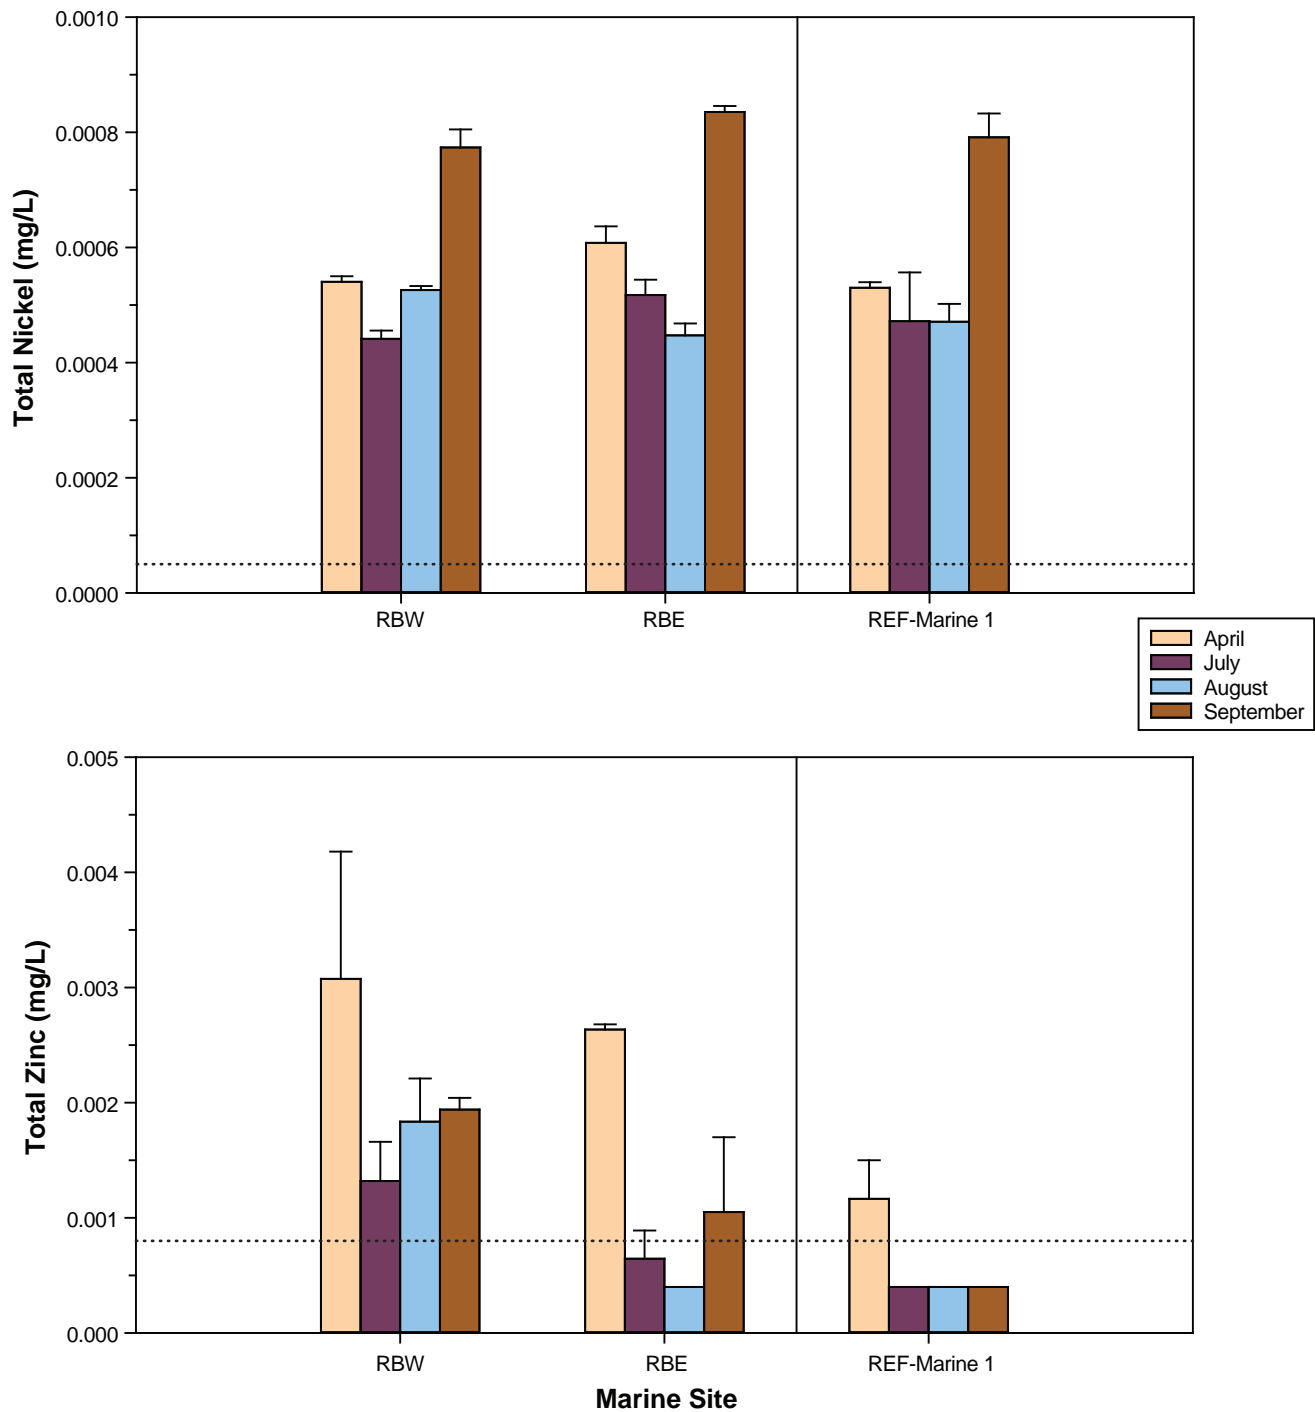 Total Nickel (mg/L)
0.0010
0.0008
0.0006
0.0004
0.0002
0.0000
RBW RBE REF-Marine 1
April
July
August
September
Total Zinc (mg/L)
0.005
0.004
0.003
0.002
0.001
0.000
RBW RBE REF-Marine 1
Marine Site